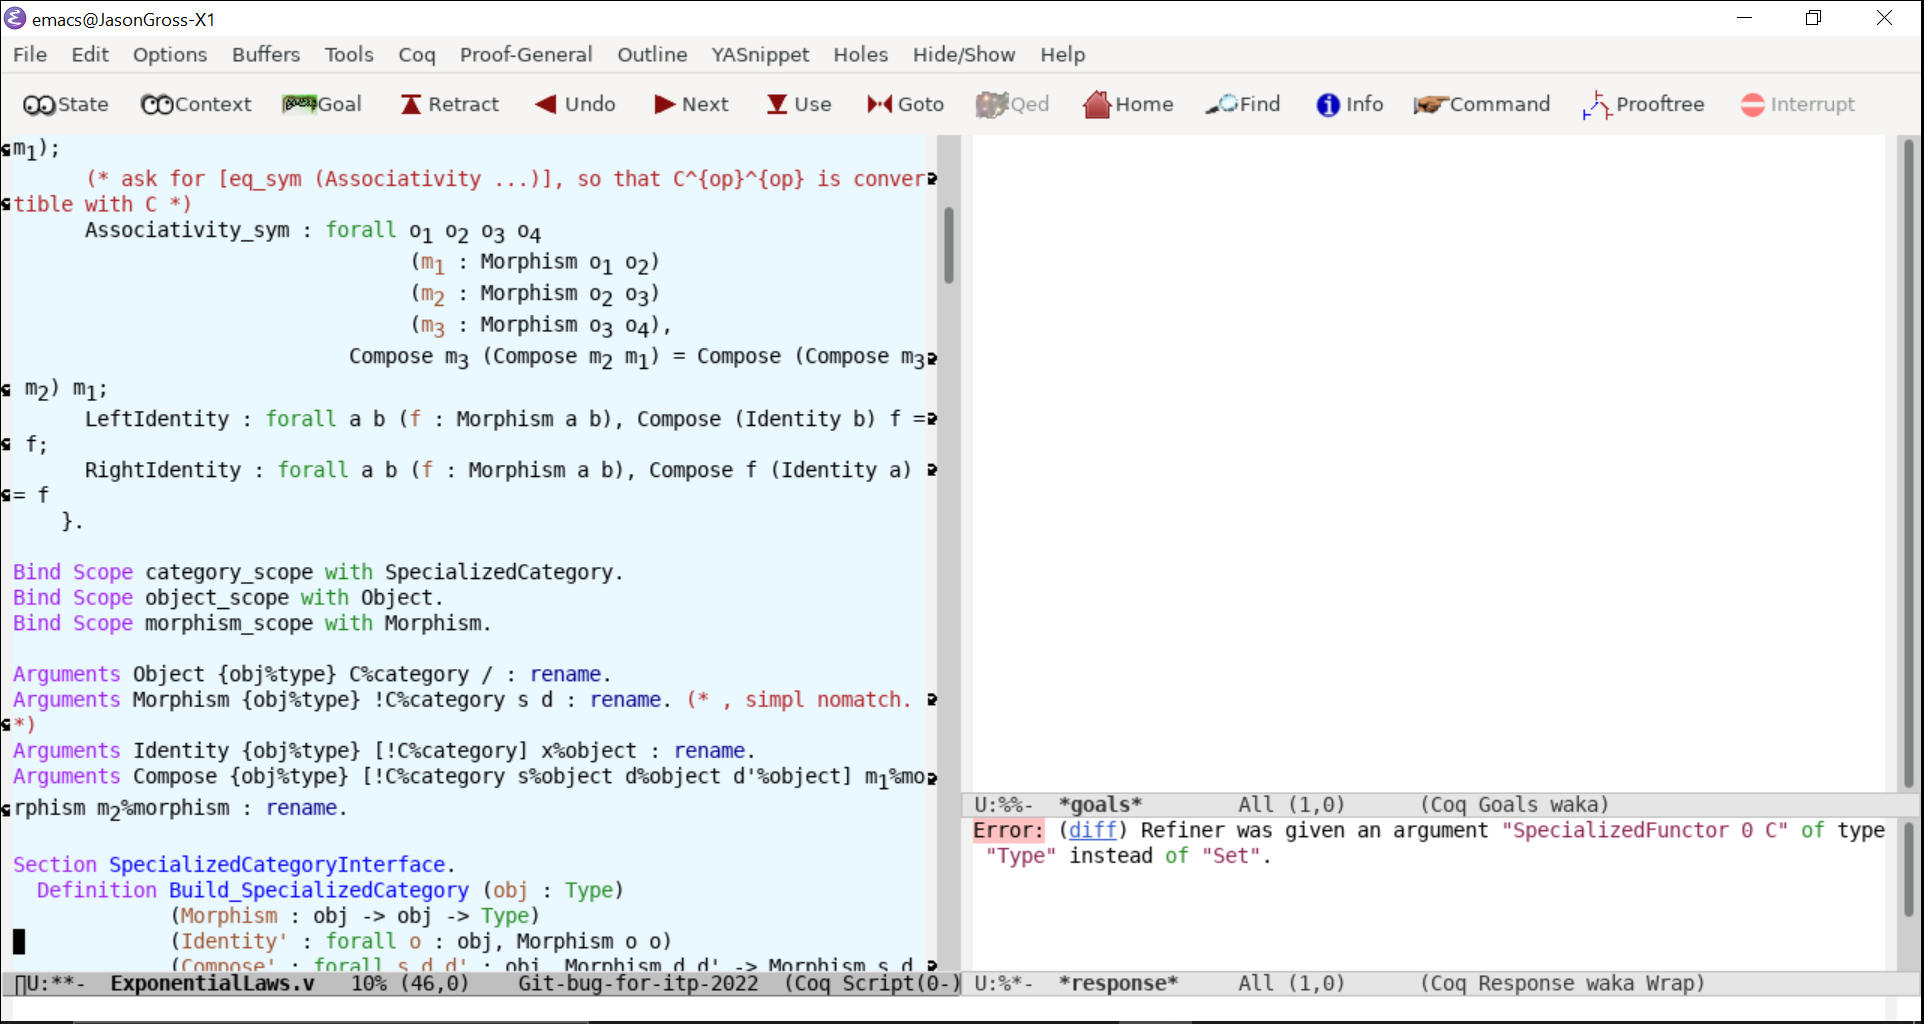 emacs@JasonGross-X1
File Edit Options Buffers Tools Coq Proof-General Outline YASnippet Holes Hide/Show Help
State Context Goal Retract Undo Next Use Goto Qed Home Find Info Command Prooftree Interrupt
m1);
(* ask for [eq_sym (Associativity ...)], so that C^{op}^{op} is conver
tible with C *)
Associativity_sym : forall o1 o2 o3 o4
(m1 : Morphism o1 o2)
(m2 : Morphism o2 o3)
(m3 : Morphism o3 o4),
Compose m3 (Compose m2 m1) = Compose (Compose m3
m2) m1;
LeftIdentity : forall a b (f : Morphism a b), Compose (Identity b) f =
f;
RightIdentity : forall a b (f : Morphism a b), Compose f (Identity a)
= f
}.
Bind Scope category_scope with SpecializedCategory.
Bind Scope object_scope with Object.
Bind Scope morphism_scope with Morphism.
Arguments Object {obj%type} C%category / : rename.
Arguments Morphism {obj%type} !C%category s d : rename. (* , simpl nomatch.
*)
Arguments Identity {obj%type} [!C%category] x%object : rename.
Arguments Compose {obj%type} [!C%category s%object d%object d'%object] m1%mo
rphism m2%morphism : rename.
Section SpecializedCategoryInterface.
Definition Build_SpecializedCategory (obj : Type)
(Morphism : obj -> obj -> Type)
(Identity' : forall o : obj, Morphism o o)
(Compose' : forall s d d' : obj, Morphism d d' -> Morphism s d
U:**- ExponentialLaws.v 10% (46,0) Git-bug-for-itp-2022 (Coq Script(0-)
U:%%- *goals* All (1,0) (Coq Goals waka)
Error: (diff) Refiner was given an argument "SpecializedFunctor 0 C" of type
"Type" instead of "Set".
U:%*- *response* All (1,0) (Coq Response waka Wrap)